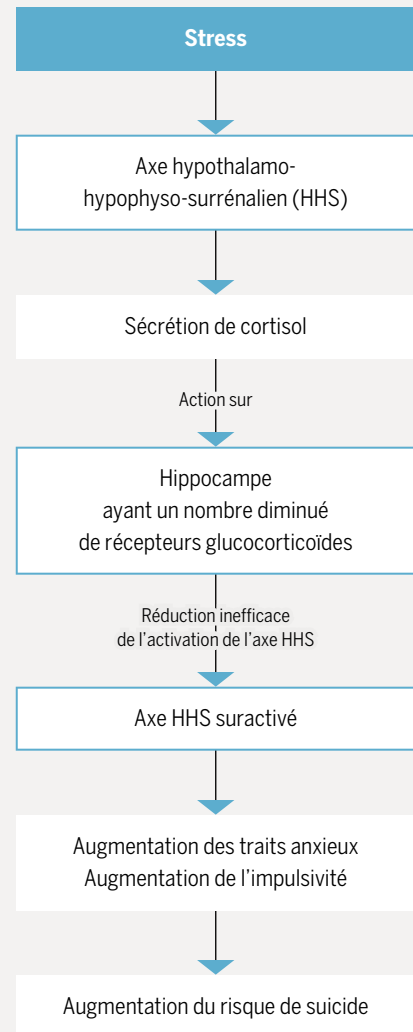 Stress
Axe hypothalamo-
hypophyso-surrénalien (HHS)
Sécrétion de cortisol
Action sur
Hippocampe
ayant un nombre diminué
de récepteurs glucocorticoïdes
Réduction inefficace
de l'activation de l'axe HHS
Axe HHS suractivé
Augmentation des traits anxieux
Augmentation de l'impulsivité
Augmentation du risque de suicide